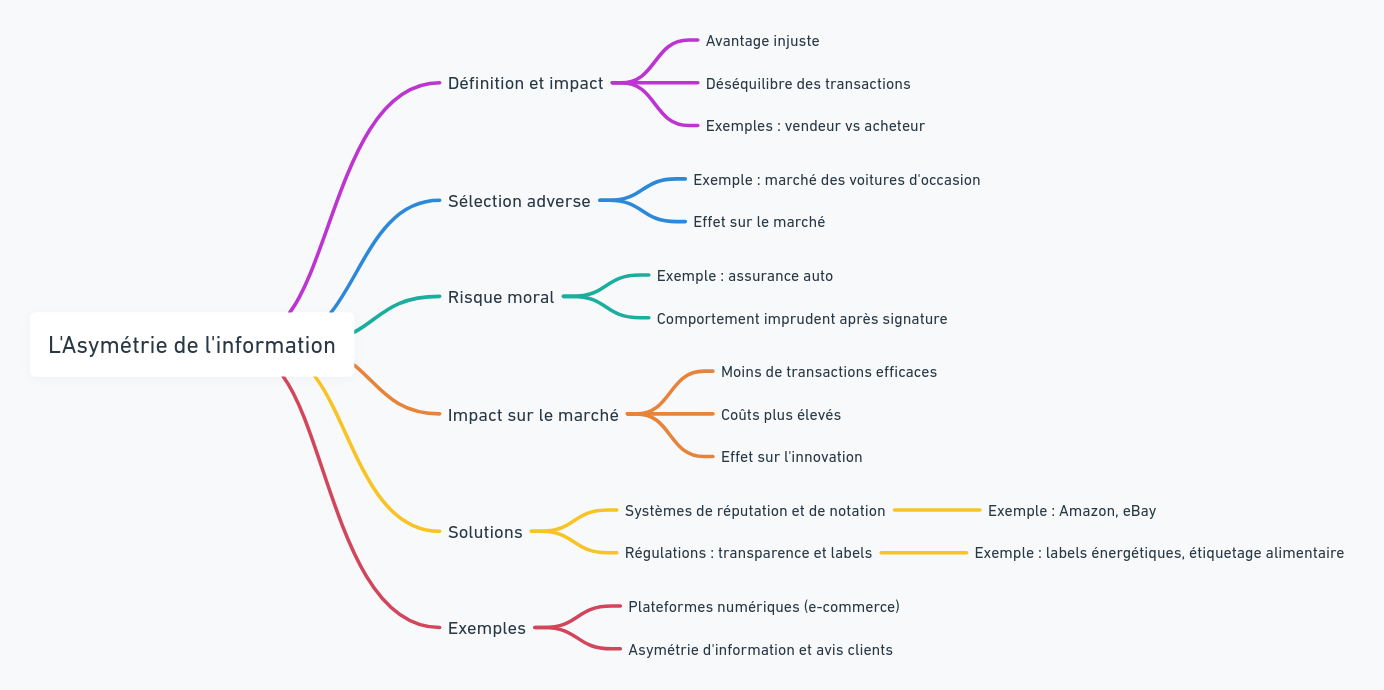 L'Asymétrie de l'information
Définition et impact
Avantage injuste
Déséquilibre des transactions
Exemples : vendeur vs acheteur
Sélection adverse
Exemple : marché des voitures d'occasion
Effet sur le marché
Risque moral
Exemple : assurance auto
Comportement imprudent après signature
Impact sur le marché
Moins de transactions efficaces
Coûts plus élevés
Effet sur l'innovation
Solutions
Systèmes de réputation et de notation
Exemple : Amazon, eBay
Régulations : transparence et labels
Exemple : labels énergétiques, étiquetage alimentaire
Exemples
Plateformes numériques (e-commerce)
Asymétrie d'information et avis clients